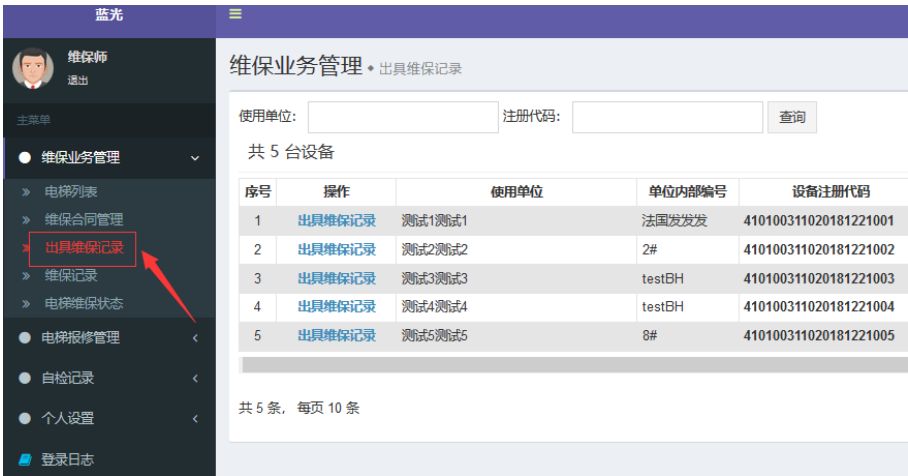 蓝光
维保师
退出
主菜单
维保业务管理
电梯列表
维保合同管理
出具维保记录
维保记录
电梯维保状态
电梯报修管理
自检记录
个人设置
登录日志
维保业务管理 • 出具维保记录
使用单位: 注册代码: 查询
共 5 台设备
序号 操作 使用单位 单位内部编号 设备注册代码
1 出具维保记录 测试1测试1 法国发发发 410100311020181221001
2 出具维保记录 测试2测试2 2# 410100311020181221002
3 出具维保记录 测试3测试3 testBH 410100311020181221003
4 出具维保记录 测试4测试4 testBH 410100311020181221004
5 出具维保记录 测试5测试5 8# 410100311020181221005
共 5 条, 每页 10 条